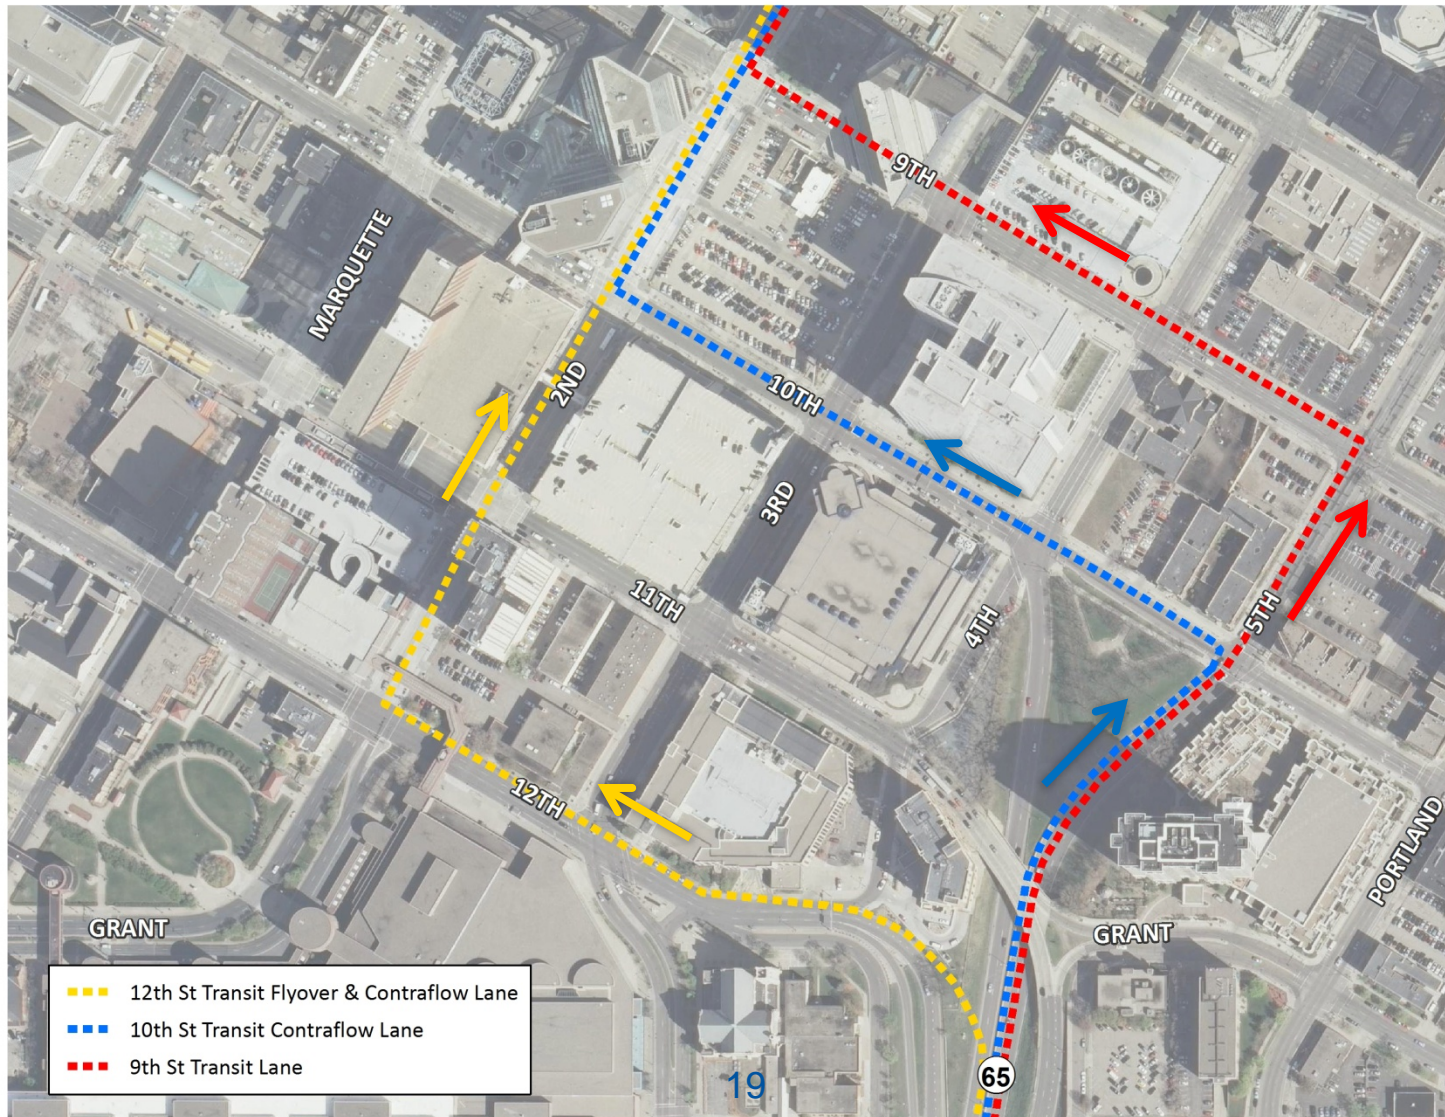 9TH
MARQUETTE
2ND
10TH
3RD
11TH
4TH
5TH
12TH
PORTLAND
GRANT
GRANT
12th St Transit Flyover & Contraflow Lane
10th St Transit Contraflow Lane
9th St Transit Lane
65
19